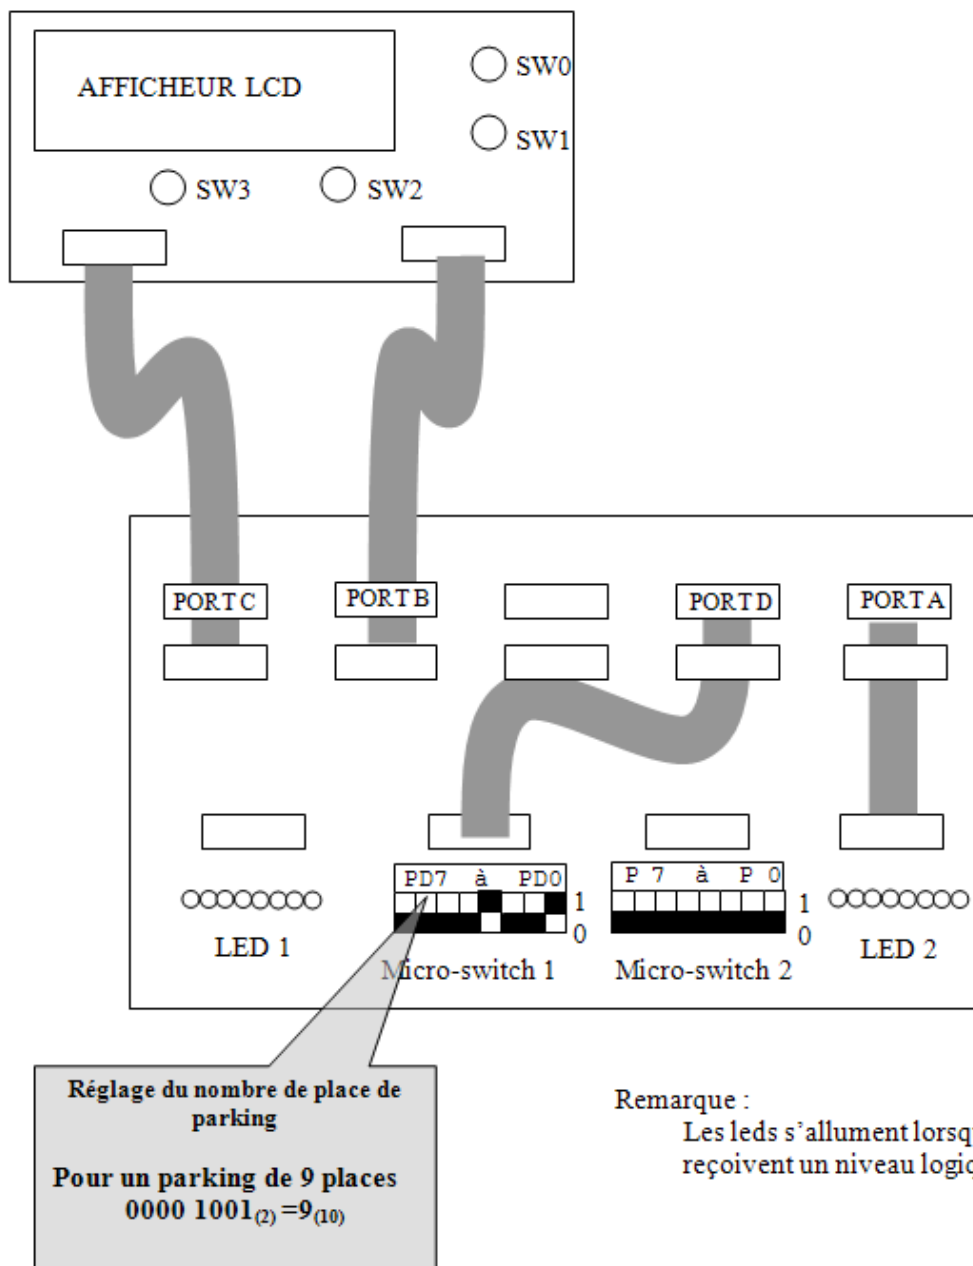 AFFICHEUR LCD
SW0
SW1
SW3
SW2
PORT C
PORT B
PORT D
PORT A
PD7 à PD0
1
0
P 7 à P 0
1
0
LED 1
Micro-switch 1
Micro-switch 2
LED 2
Réglage du nombre de place de
parking
Pour un parking de 9 places
0000 1001(2) =9(10)
Remarque :
Les leds s’allument
reçoivent un niveau